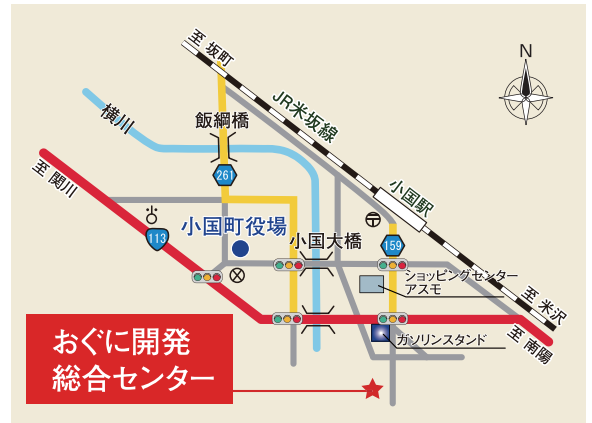 至 坂町
N
JR米坂線
横川
飯綱橋
至 関川
261
小国駅
小国町役場
113
小国大橋
159
ショッピングセンター
アスモ
至 米沢
至 南陽
ガソリンスタンド
おぐに開発
総合センター